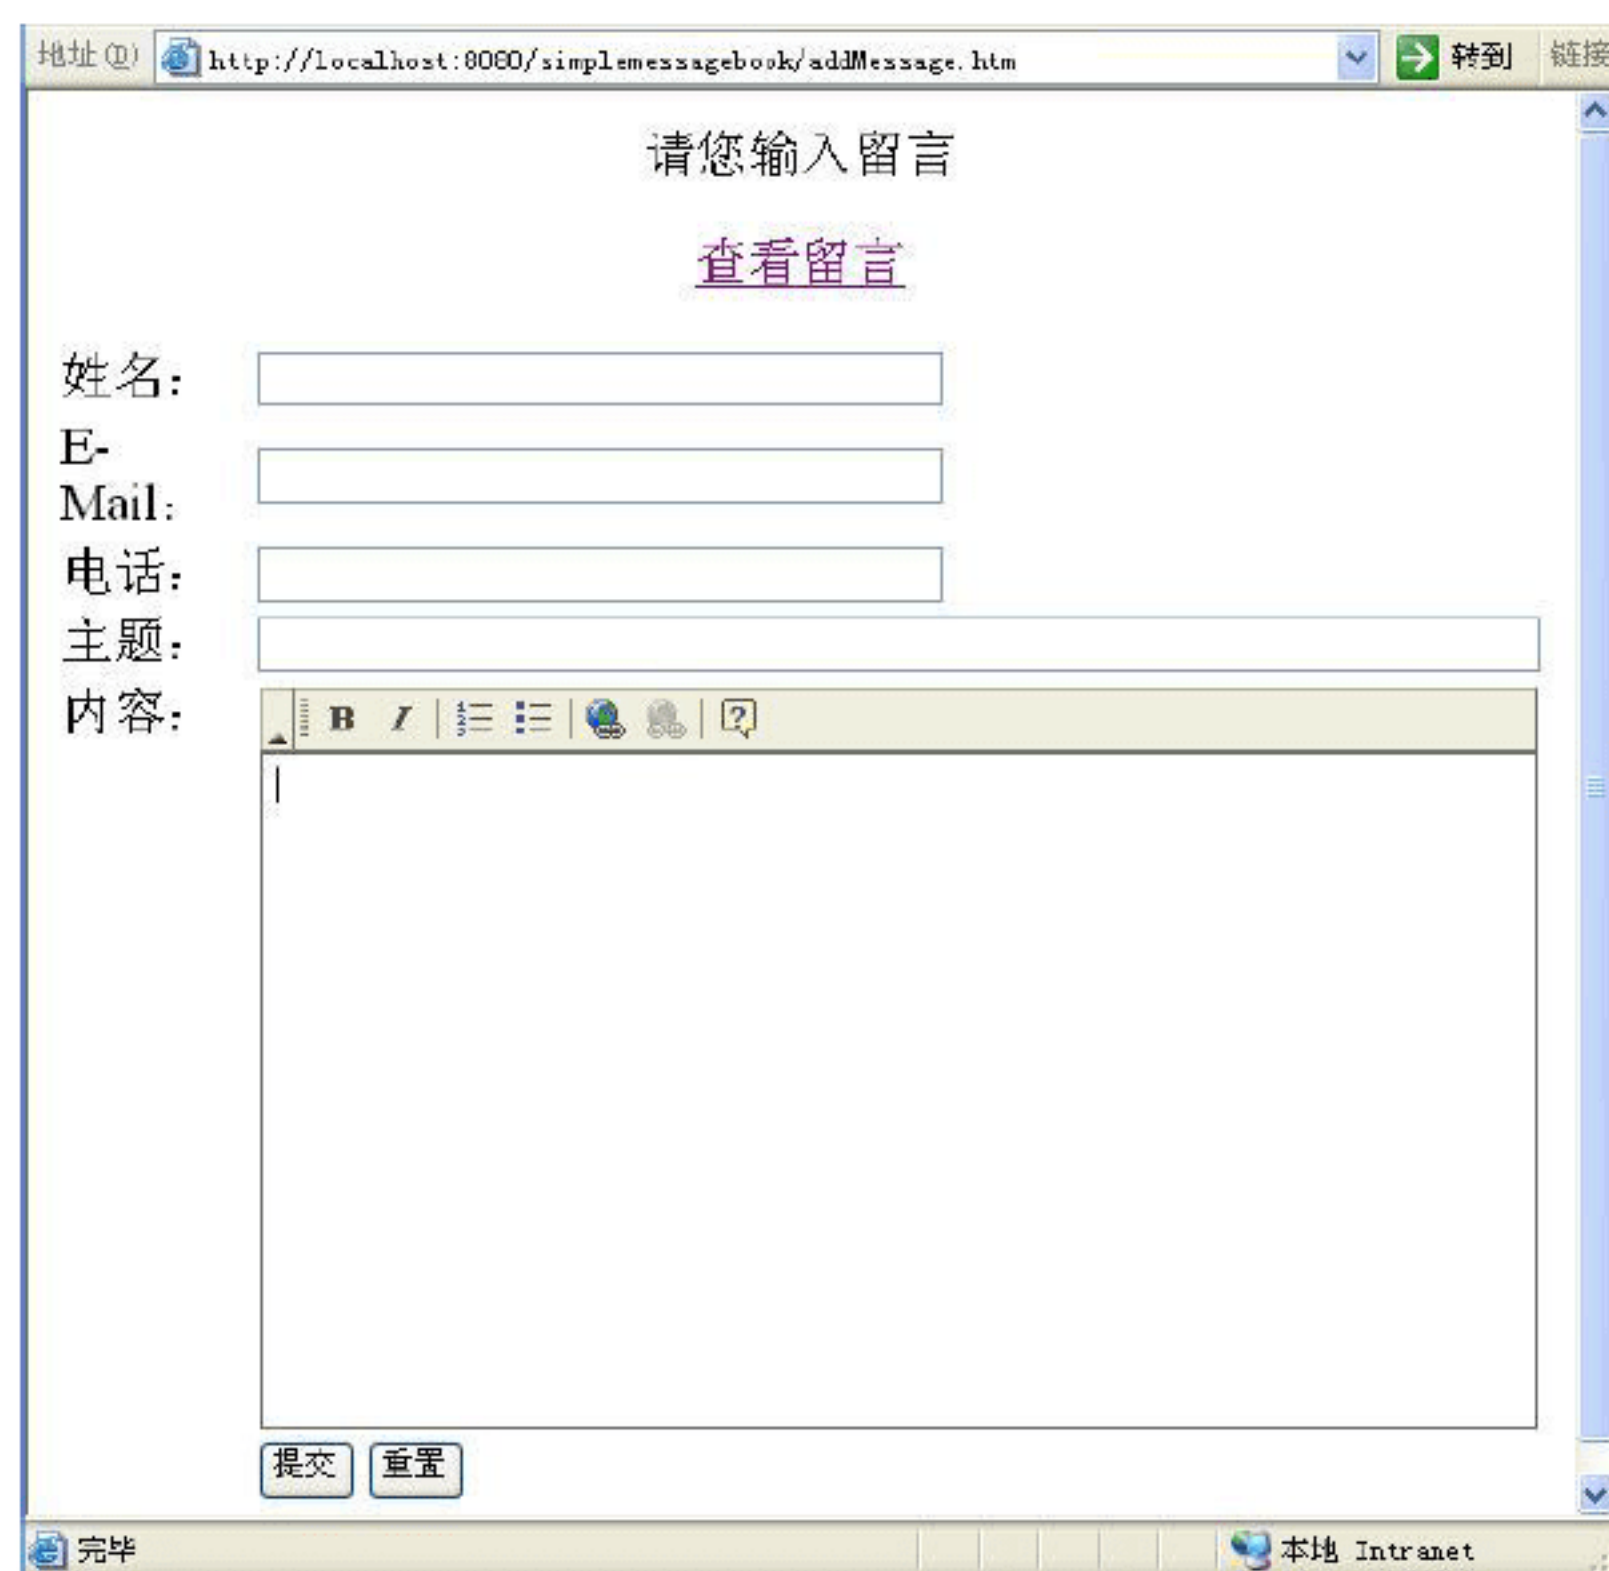 地址(D) http://localhost:8080/simplemessagebook/addMessage.htm 转到 链接
请您输入留言
查看留言
姓名：
E-
Mail：
电话：
主题：
内容：
B I
提交 重置
完毕 本地 Intranet